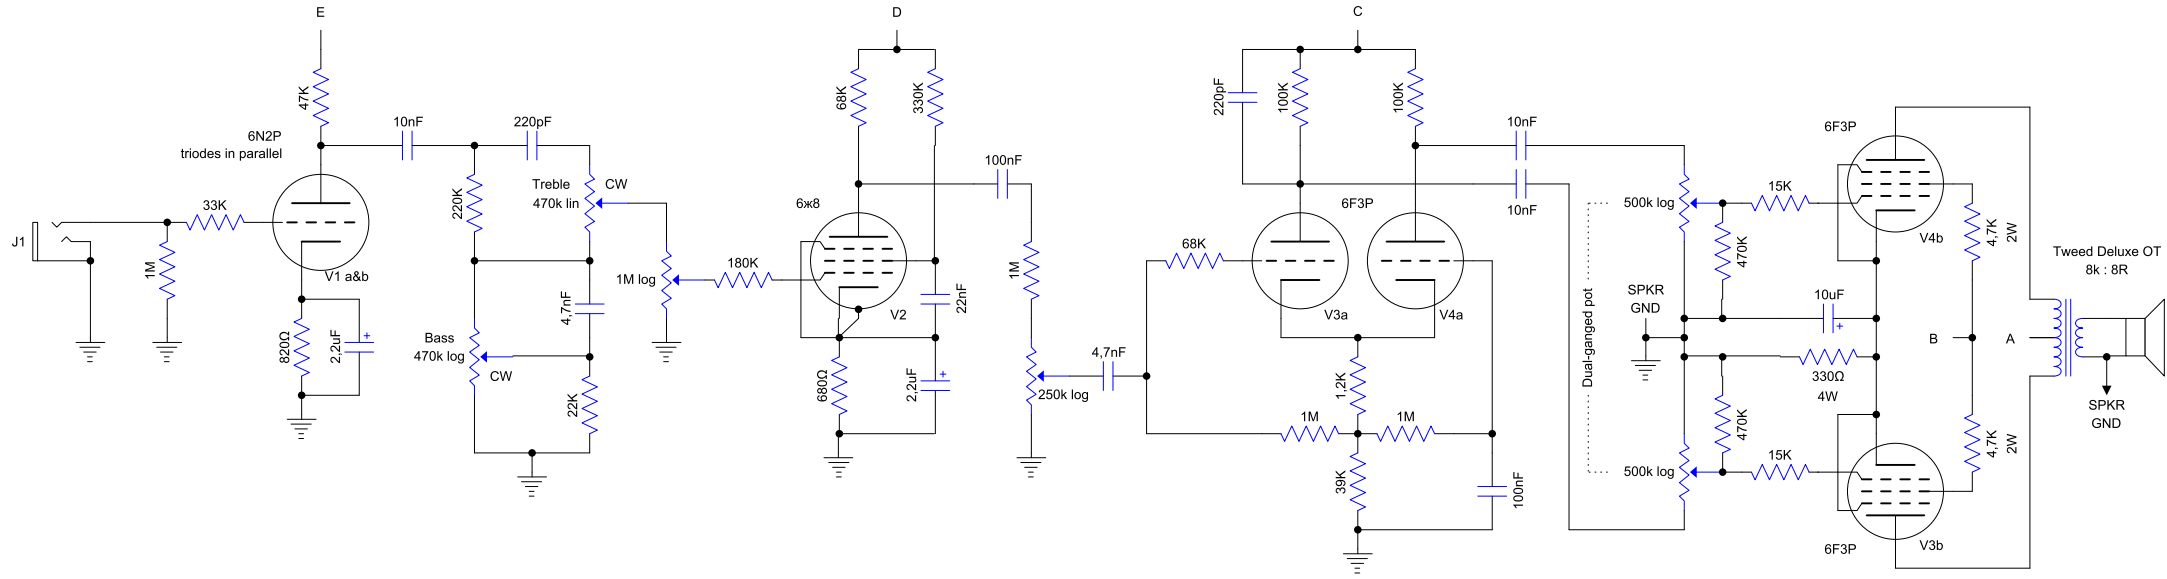 E
D
C
47K
6N2P
triodes in parallel
10nF
220pF
Treble
470k lin
CW
33K
J1
1M
V1 a&b
820Ω
2,2uF
+
220K
4,7nF
Bass
470k log
CW
22K
1M log
180K
68K
330K
6ж8
V2
22nF
680Ω
2,2uF
+
100nF
1M
250k log
4,7nF
220pF
100K
100K
6F3P
68K
V3a
V4a
1,2K
1M
1M
39K
100nF
10nF
10nF
Dual-ganged pot
500k log
15K
470K
SPKR
GND
10uF
+
330Ω
4W
470K
500k log
15K
6F3P
V4b
4,7K
2W
B
A
4,7K
2W
6F3P
V3b
Tweed Deluxe OT
8k : 8R
SPKR
GND